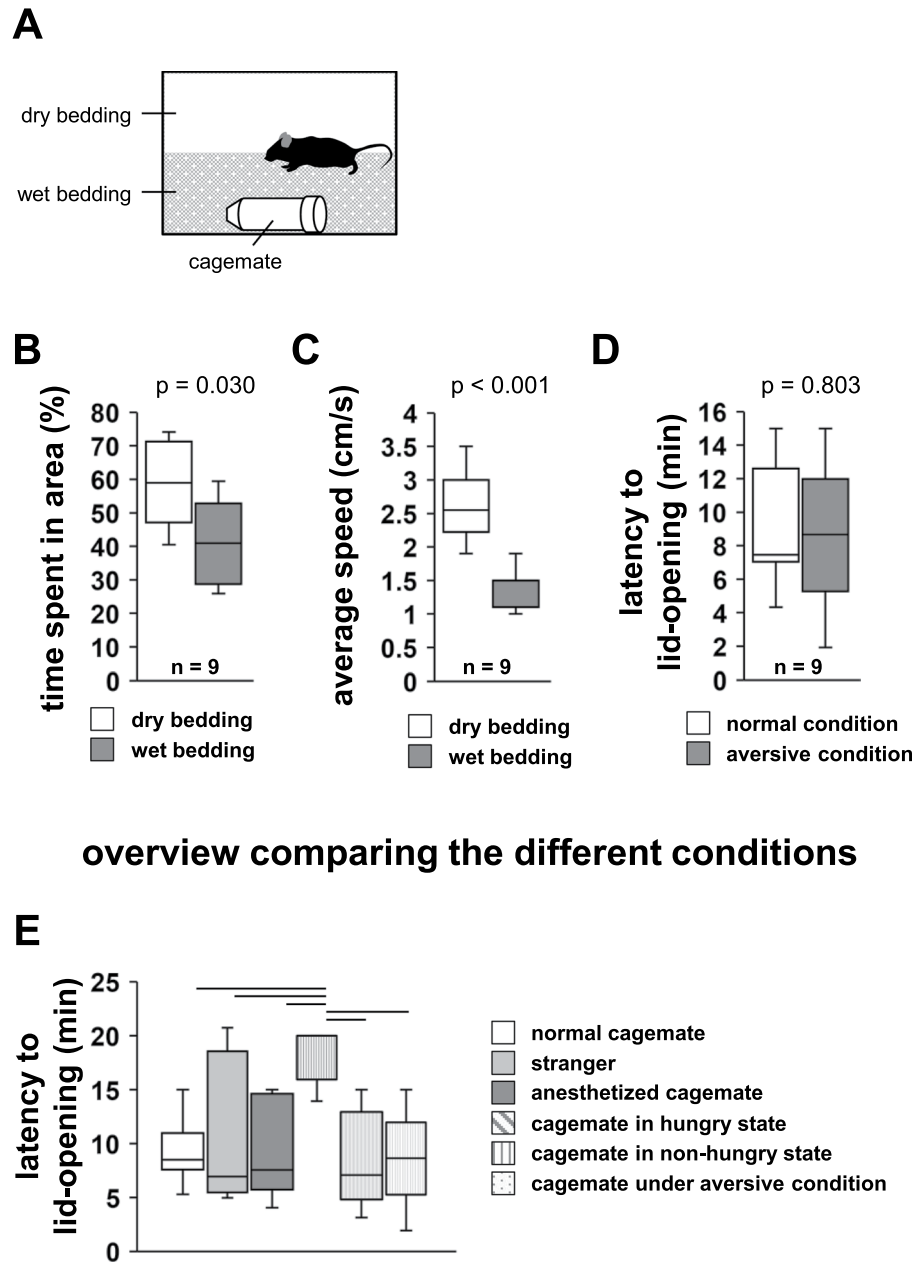 A
dry bedding
wet bedding
cagemate
B
p = 0.030
time spent in area (%)
80
70
60
50
40
30
20
10
0
n = 9
dry bedding
wet bedding
C
p < 0.001
average speed (cm/s)
4
3.5
3
2.5
2
1.5
1
0.5
0
n = 9
dry bedding
wet bedding
D
p = 0.803
latency to
lid-opening (min)
16
14
12
10
8
6
4
2
0
n = 9
normal condition
aversive condition
overview comparing the different conditions
E
latency to
lid-opening (min)
25
20
15
10
5
0
normal cagemate
stranger
anesthetized cagemate
cagemate in hungry state
cagemate in non-hungry state
cagemate under aversive condition